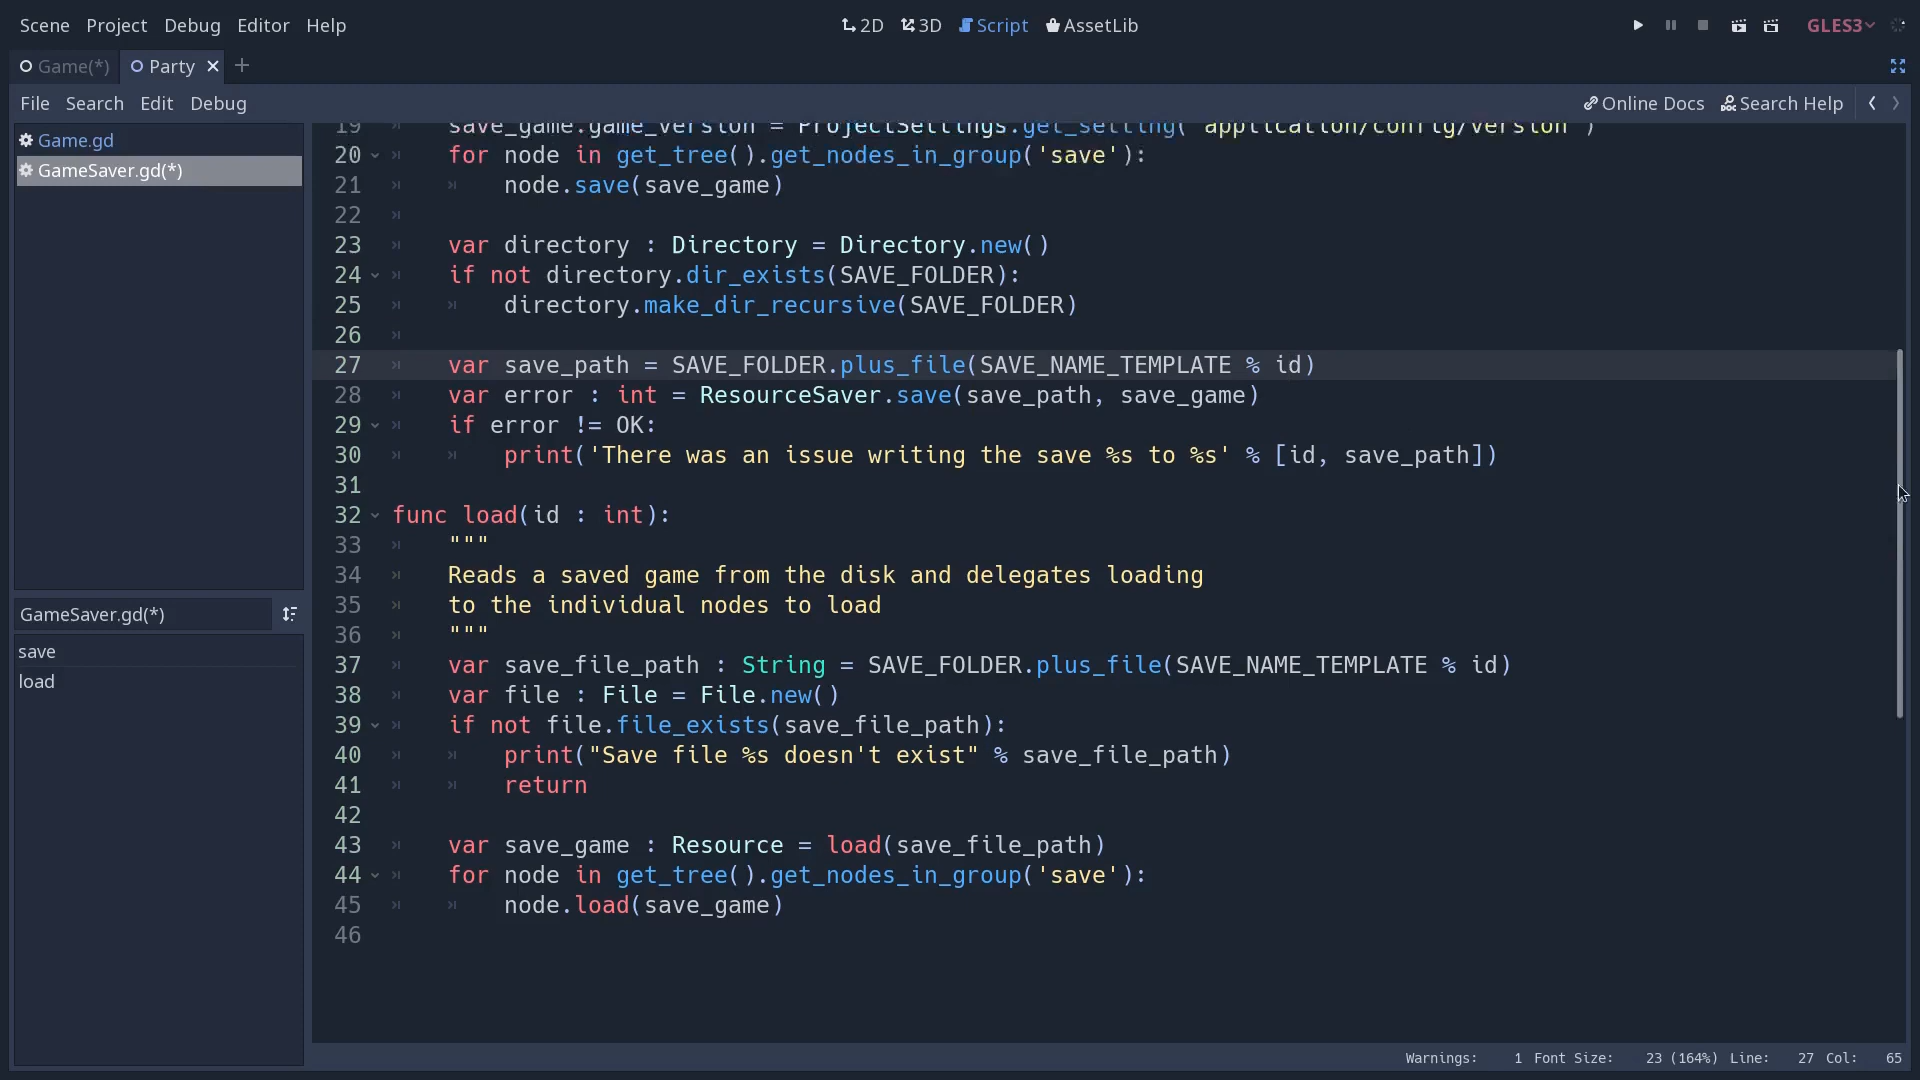 Scene Project Debug Editor Help 2D 3D Script AssetLib GLES3
Game(*) Party
File Search Edit Debug Online Docs Search Help
Game.gd
GameSaver.gd(*)
GameSaver.gd(*)
save
load
19 save_game.game_version = ProjectSettings.get_setting("application/config/version")
20 for node in get_tree().get_nodes_in_group('save'):
21 node.save(save_game)
22
23 var directory : Directory = Directory.new()
24 if not directory.dir_exists(SAVE_FOLDER):
25 directory.make_dir_recursive(SAVE_FOLDER)
26
27 var save_path = SAVE_FOLDER.plus_file(SAVE_NAME_TEMPLATE % id)
28 var error : int = ResourceSaver.save(save_path, save_game)
29 if error != OK:
30 print('There was an issue writing the save %s to %s' % [id, save_path])
31
32 func load(id : int):
33 """
34 Reads a saved game from the disk and delegates loading
35 to the individual nodes to load
36 """
37 var save_file_path : String = SAVE_FOLDER.plus_file(SAVE_NAME_TEMPLATE % id)
38 var file : File = File.new()
39 if not file.file_exists(save_file_path):
40 print("Save file %s doesn't exist" % save_file_path)
41 return
42
43 var save_game : Resource = load(save_file_path)
44 for node in get_tree().get_nodes_in_group('save'):
45 node.load(save_game)
46
Warnings: 1 Font Size: 23 (164%) Line: 27 Col: 65